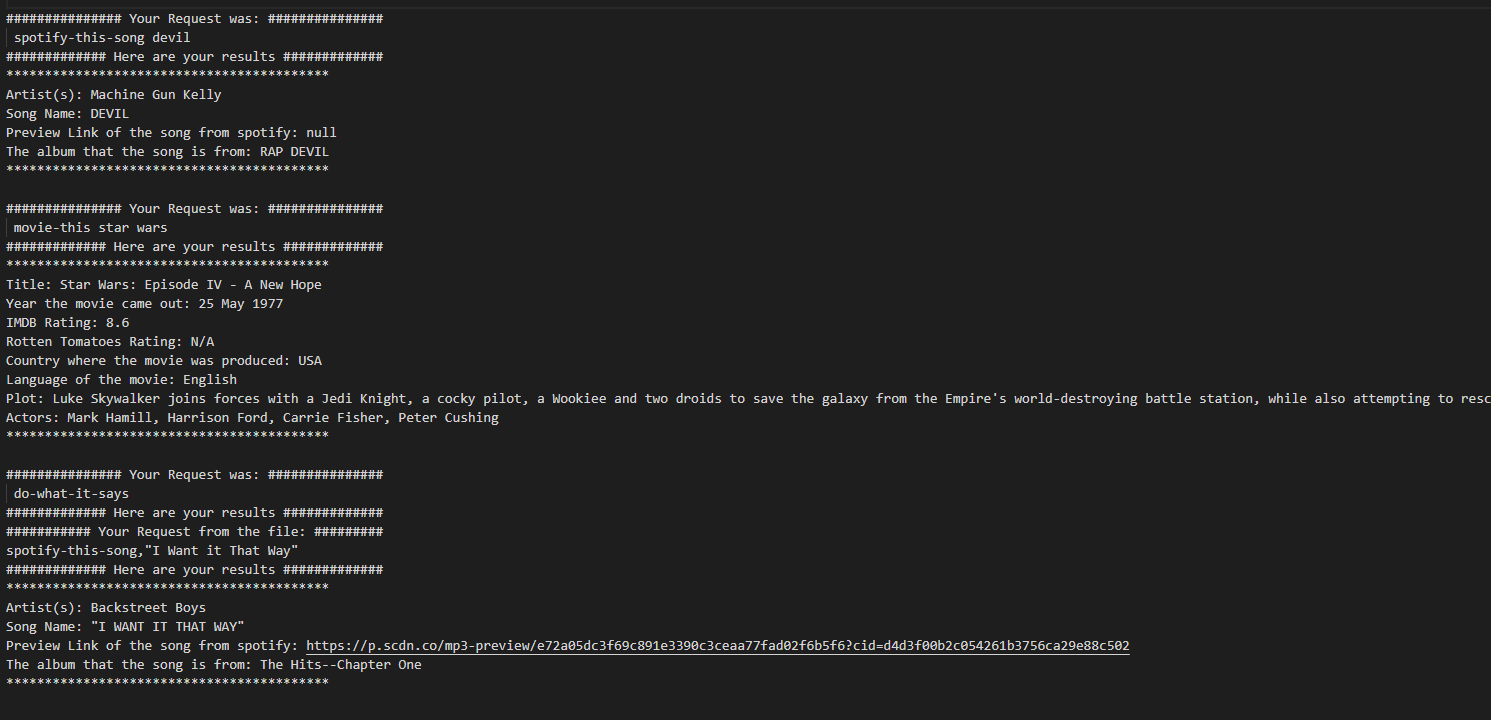 ############### Your Request was: ###############
spotify-this-song devil
############# Here are your results #############
******************************************
Artist(s): Machine Gun Kelly
Song Name: DEVIL
Preview Link of the song from spotify: null
The album that the song is from: RAP DEVIL
******************************************
############### Your Request was: ###############
movie-this star wars
############# Here are your results #############
******************************************
Title: Star Wars: Episode IV - A New Hope
Year the movie came out: 25 May 1977
IMDB Rating: 8.6
Rotten Tomatoes Rating: N/A
Country where the movie was produced: USA
Language of the movie: English
Plot: Luke Skywalker joins forces with a Jedi Knight, a cocky pilot, a Wookiee and two droids to save the galaxy from the Empire's world-destroying battle station, while also attempting to resc
Actors: Mark Hamill, Harrison Ford, Carrie Fisher, Peter Cushing
******************************************
############### Your Request was: ###############
do-what-it-says
############# Here are your results #############
########### Your Request from the file: #########
spotify-this-song,"I Want it That Way"
############# Here are your results #############
******************************************
Artist(s): Backstreet Boys
Song Name: "I WANT IT THAT WAY"
Preview Link of the song from spotify: https://p.scdn.co/mp3-preview/e72a05dc3f69c891e3390c3ceaa77fad02f6b5f6?cid=d4d3f00b2c054261b3756ca29e88c502
The album that the song is from: The Hits--Chapter One
******************************************